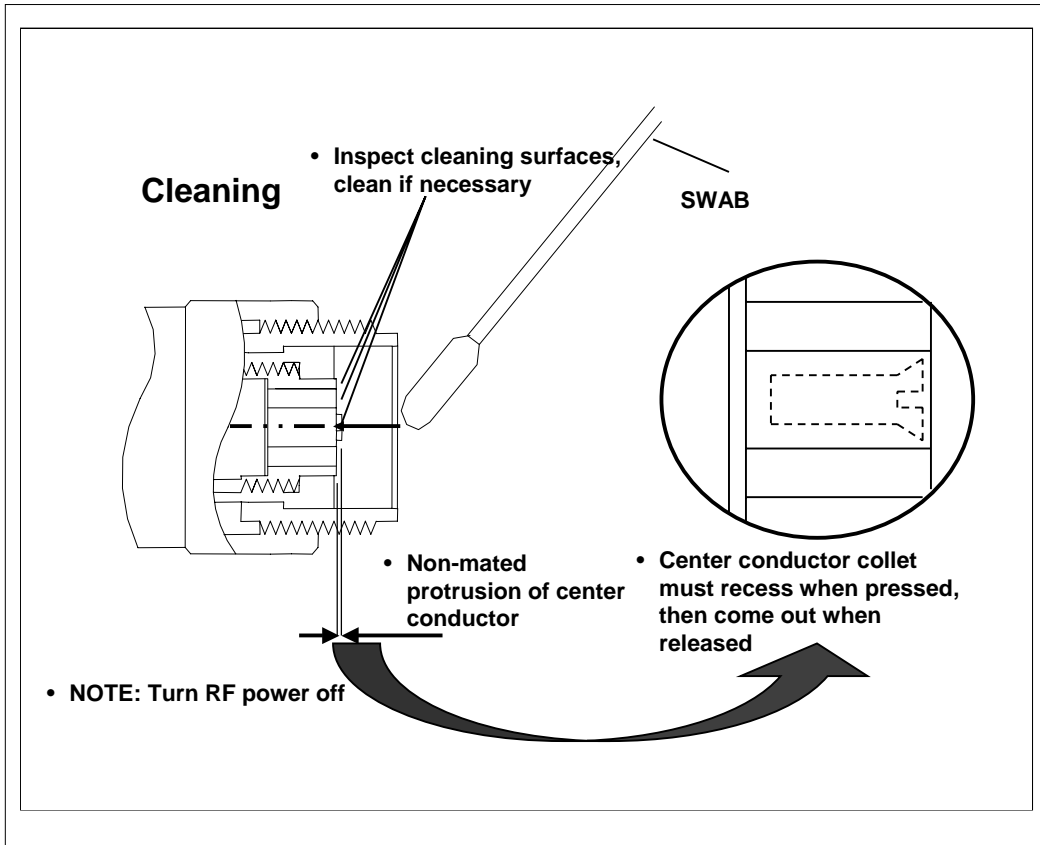 Cleaning
• Inspect cleaning surfaces,
clean if necessary
SWAB
• Non-mated
protrusion of center
conductor
• Center conductor collet
must recess when pressed,
then come out when
released
• NOTE: Turn RF power off